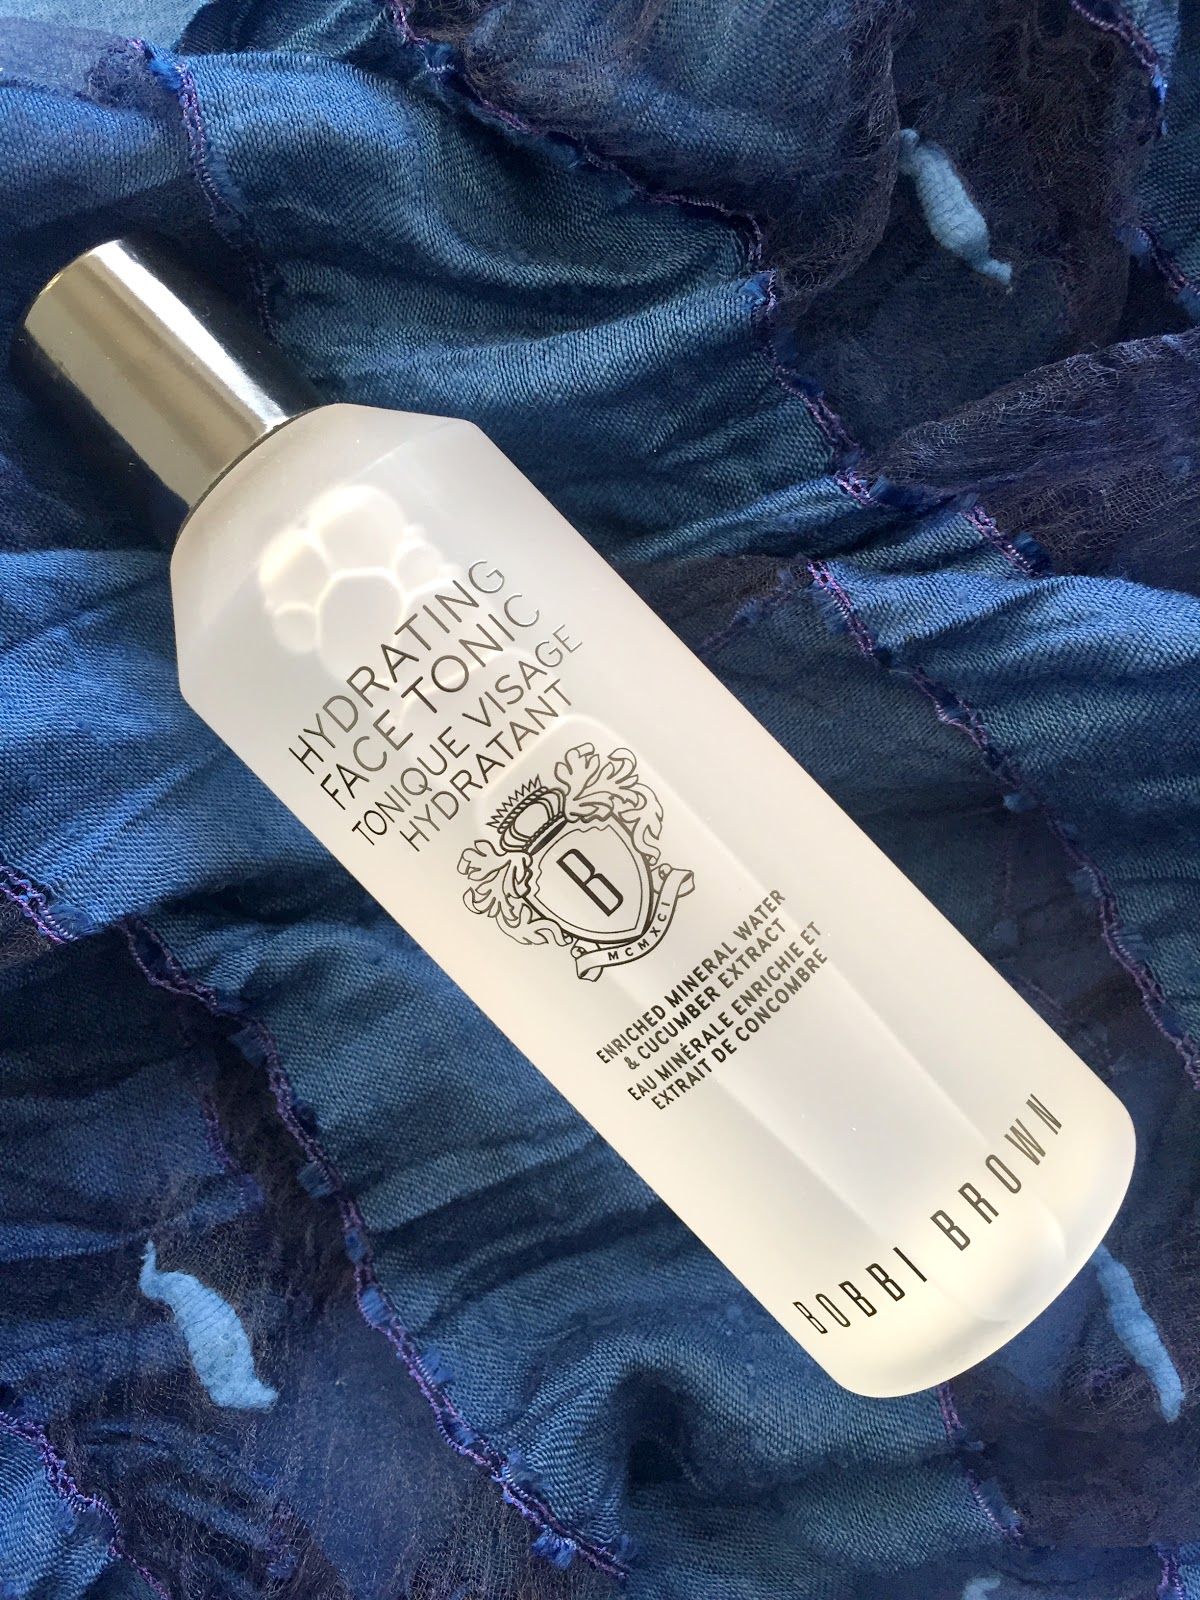 HYDRATING
FACE TONIC
TONIQUE VISAGE
HYDRATANT
B
MCMXCI
ENRICHED MINERAL WATER
& CUCUMBER EXTRACT
EAU MINÉRALE ENRICHIE ET
EXTRAIT DE CONCOMBRE
BOBBI BROWN